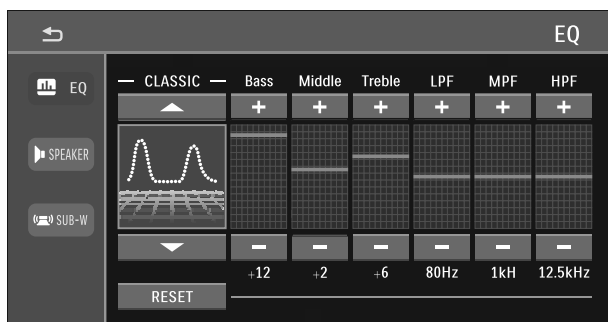 EQ
EQ
SPEAKER
SUB-W
CLASSIC
Bass Middle Treble LPF MPF HPF
+12 +2 +6 80Hz 1kH 12.5kHz
RESET